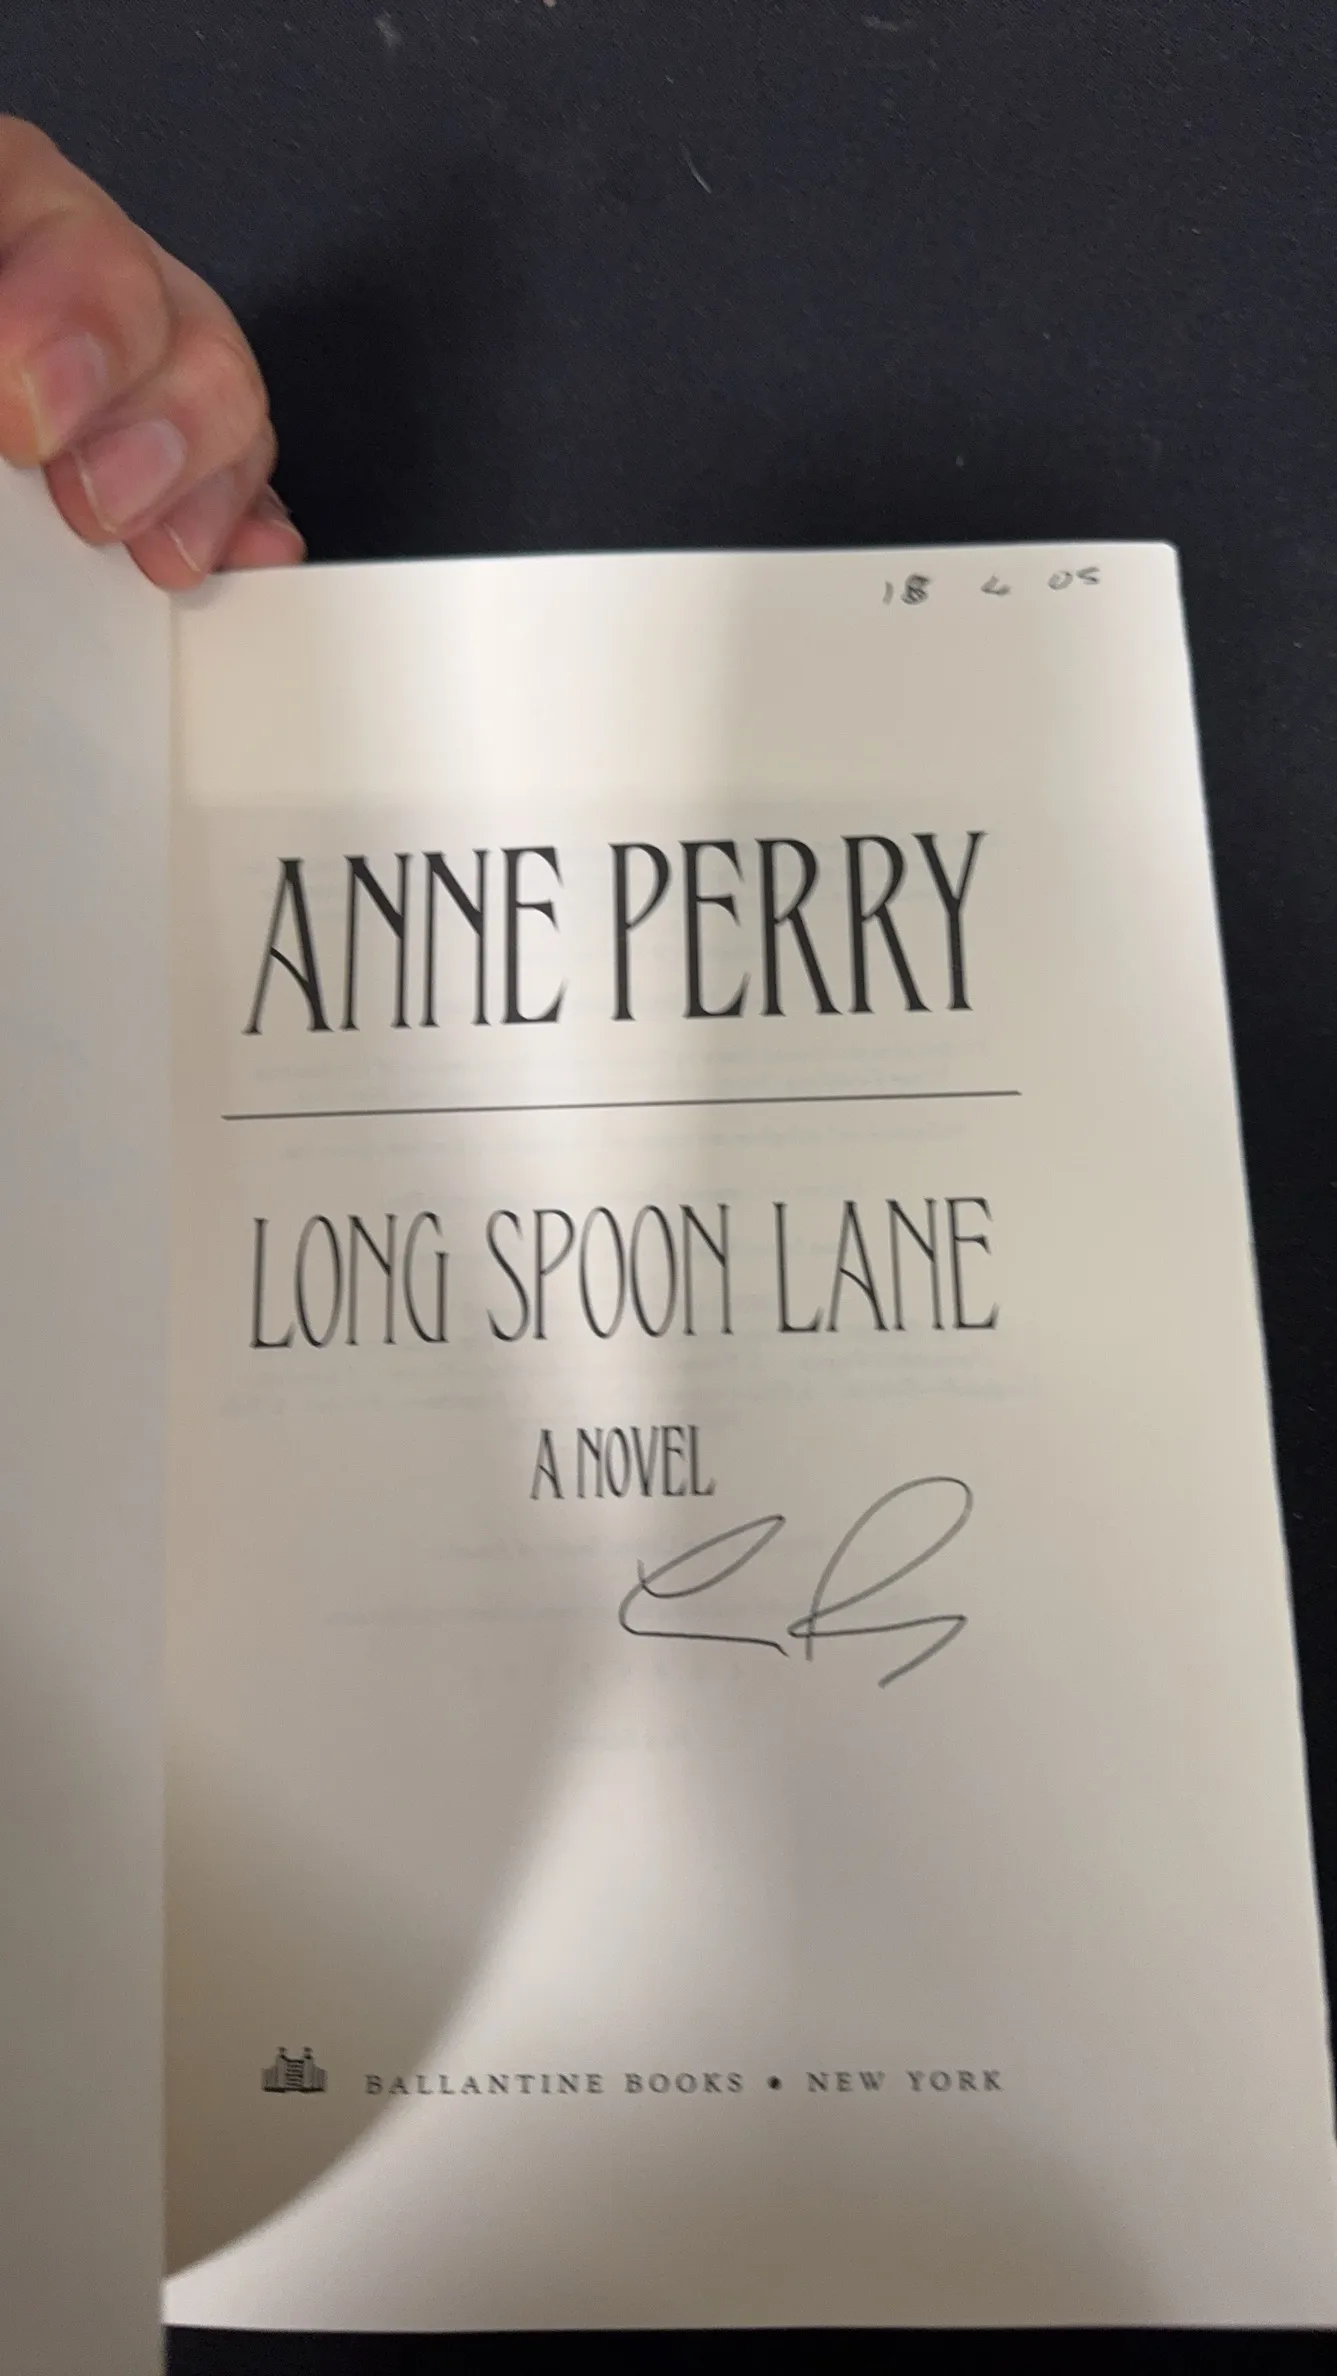 18 4 05
ANNE PERRY
LONG SPOON LANE
A NOVEL
BALLANTINE BOOKS • NEW YORK